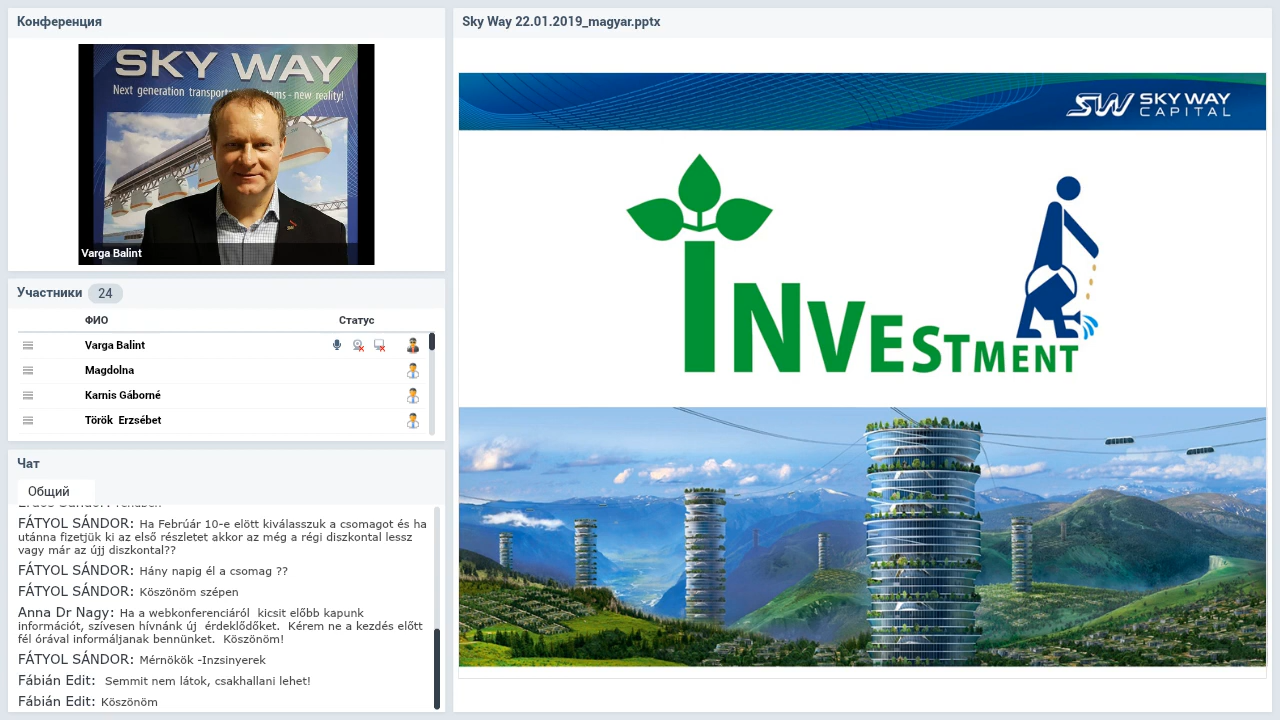 Конференция
SKY WAY
Next generation transporta
ems - new reality!
Varga Balint
Участники 24
ФИО Статус
Varga Balint
Magdolna
Karnis Gáborné
Török Erzsébet
Чат
Общий
FÁTYOL SÁNDOR: Ha Február 10-e elött kiválasszuk a csomagot és ha
utánna fizetjük ki az első részletet akkor az még a régi diszkontal lessz
vagy már az újj diszkontal??
FÁTYOL SÁNDOR: Hány napig él a csomag ??
FÁTYOL SÁNDOR: Köszönöm szépen
Anna Dr Nagy: Ha a webkonferenciáról kicsit előbb kapunk
információt, szívesen hívnánk új érdeklődőket. Kérem ne a kezdés előtt
fél órával informáljanak bennünket. Köszönöm!
FÁTYOL SÁNDOR: Mérnökök -Inzsinyerek
Fábián Edit: Semmit nem látok, csakhallani lehet!
Fábián Edit: Köszönöm
Sky Way 22.01.2019_magyar.pptx
SW SKY WAY
CAPITAL
INVESTMENT